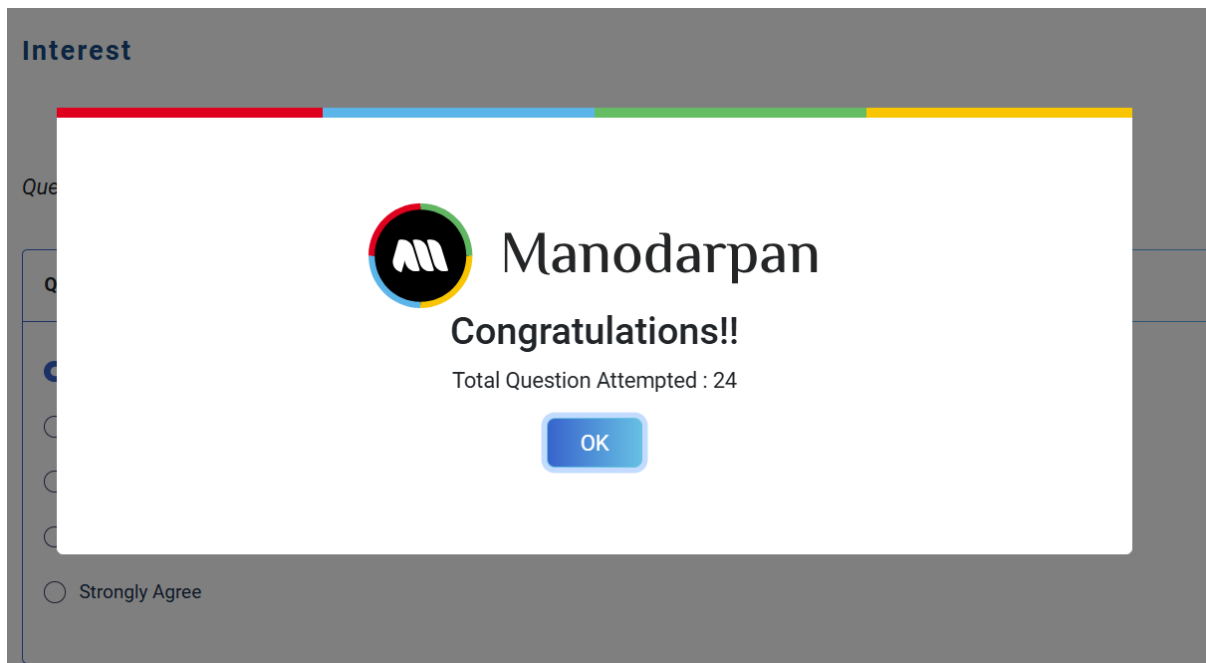 Interest
Manodarpan
Congratulations!!
Total Question Attempted : 24
OK
Strongly Agree